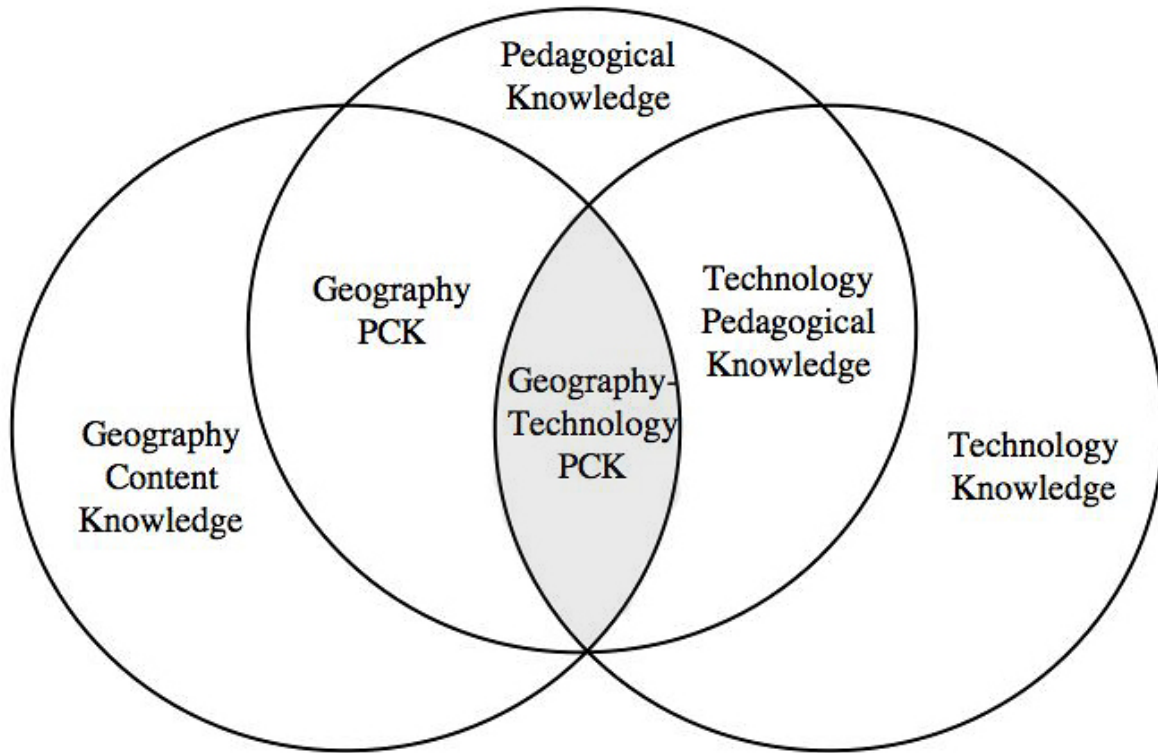 Pedagogical
Knowledge
Geography
PCK
Technology
Pedagogical
Knowledge
Geography-
Technology
PCK
Geography
Content
Knowledge
Technology
Knowledge